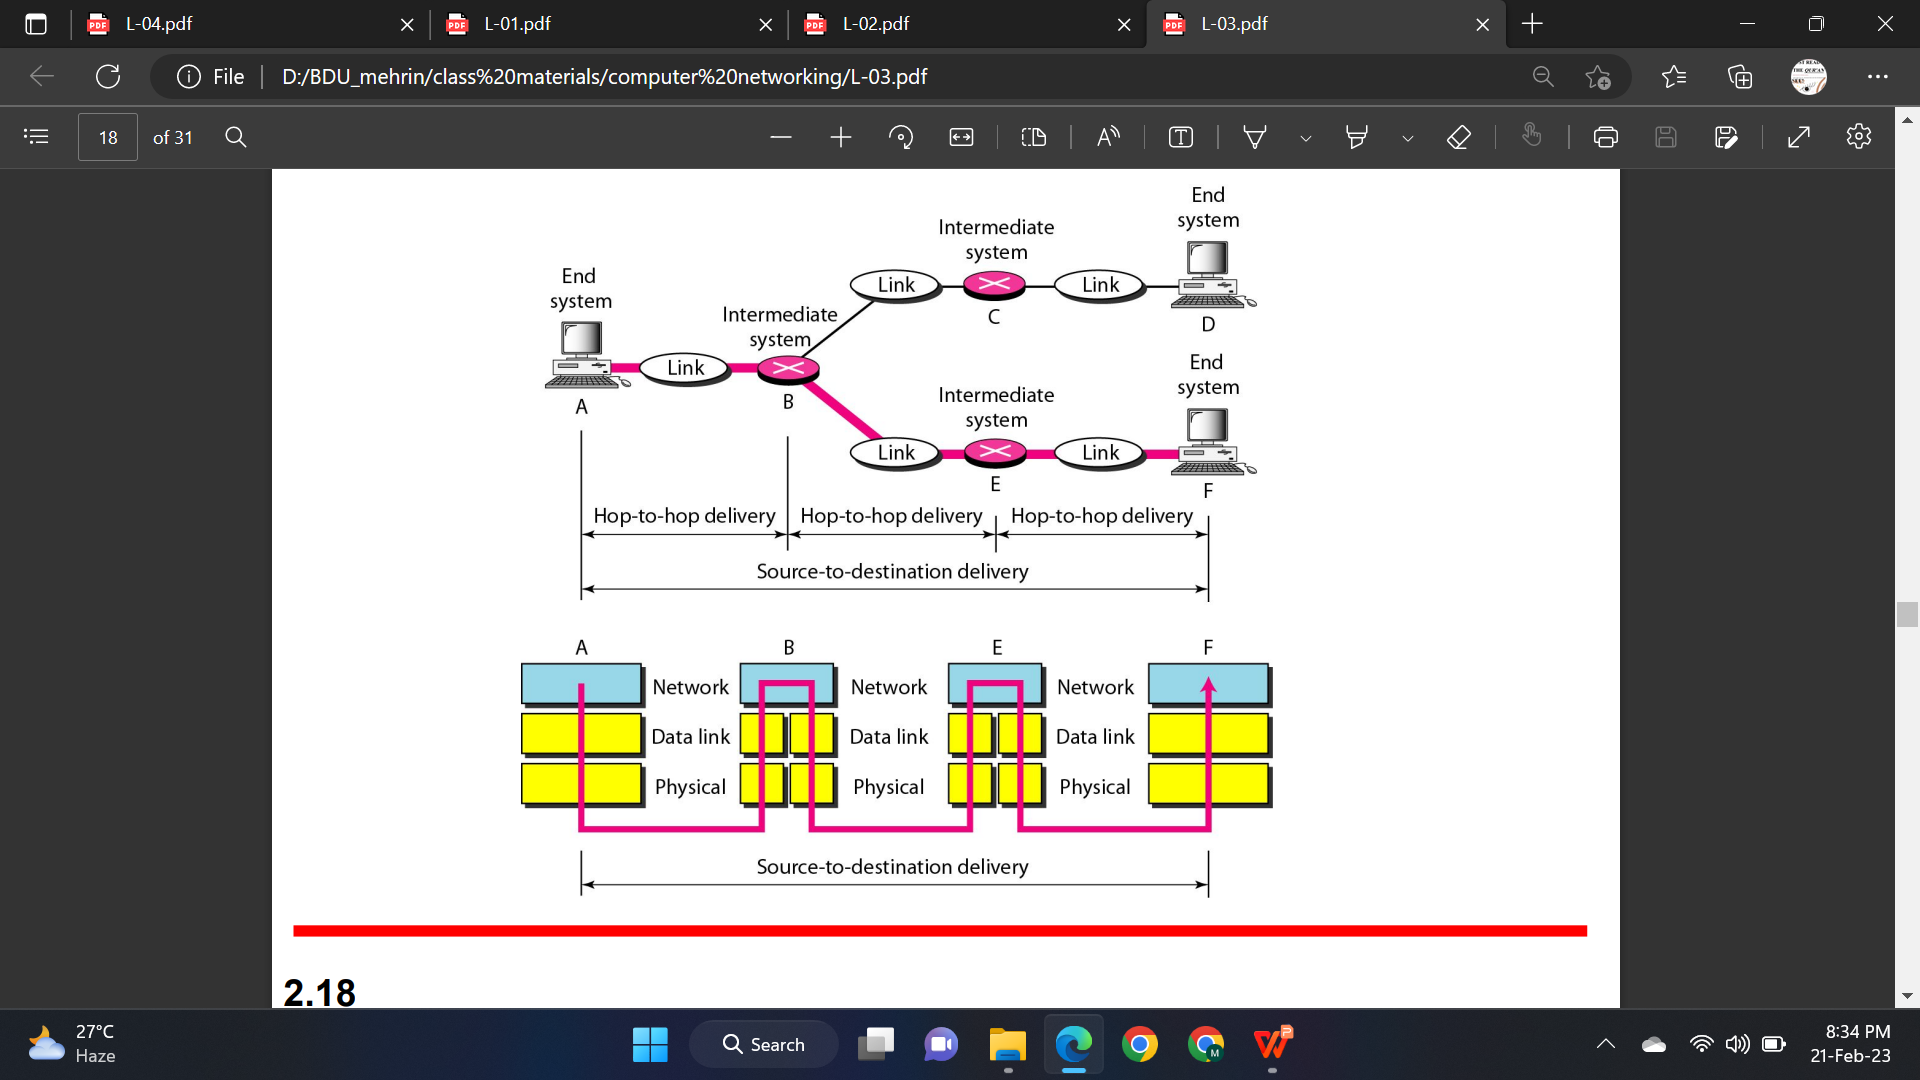 L-04.pdf
L-01.pdf
L-02.pdf
L-03.pdf
File
D:/BDU_mehrin/class%20materials/computer%20networking/L-03.pdf
18
of 31
End
system
Intermediate
system
Link
C
Link
D
End
system
A
Link
Intermediate
system
B
End
system
Intermediate
system
Link
E
Link
F
Hop-to-hop delivery
Hop-to-hop delivery
Hop-to-hop delivery
Source-to-destination delivery
A
B
E
F
Network
Network
Network
Data link
Data link
Data link
Physical
Physical
Physical
Source-to-destination delivery
2.18
27°C
Haze
Search
8:34 PM
21-Feb-23